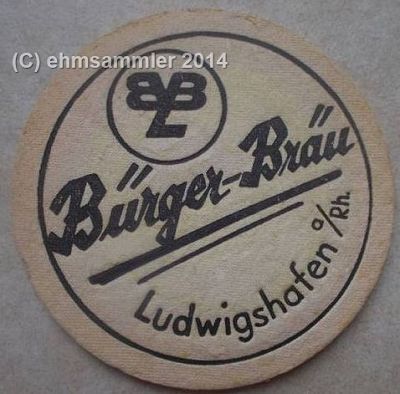 (C) ehmsammler 2014
BBL
Bürger-Bräu
Ludwigshafen a/Rh.